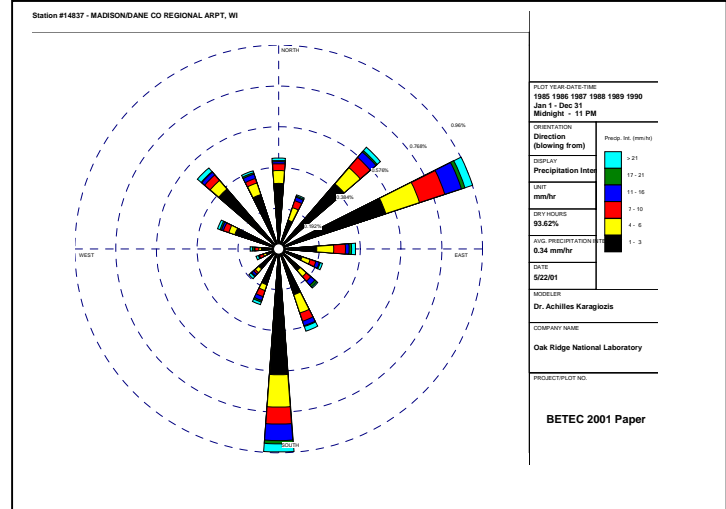 Station #14837 - MADISON/DANE CO REGIONAL ARPT, WI
NORTH
0.96%
0.768%
0.576%
0.384%
0.192%
WEST
EAST
SOUTH
PLOT YEAR-DATE-TIME
1985 1986 1987 1988 1989 1990
Jan 1 - Dec 31
Midnight - 11 PM
ORIENTATION
Direction
(blowing from)
DISPLAY
Precipitation Inten
UNIT
mm/hr
DRY HOURS
93.62%
AVG. PRECIPITATION INTE
0.34 mm/hr
DATE
5/22/01
Precip. Int. (mm/hr)
> 21
17 - 21
11 - 16
7 - 10
4 - 6
1 - 3
MODELER
Dr. Achilles Karagiozis
COMPANY NAME
Oak Ridge National Laboratory
PROJECT/PLOT NO.
BETEC 2001 Paper